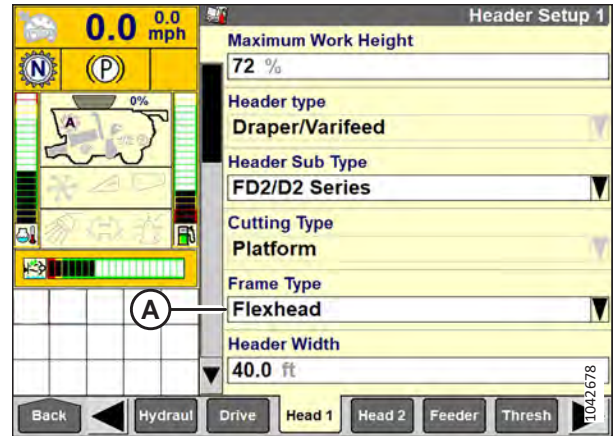 0.0
0.0
mph
Header Setup 1
N
(P)
0%
A
Maximum Work Height
72 %
Header type
Draper/Varifeed
Header Sub Type
FD2/D2 Series
Cutting Type
Platform
Frame Type
A
Flexhead
Header Width
40.0 ft
1042678
Back
Hydraul
Drive
Head 1
Head 2
Feeder
Thresh